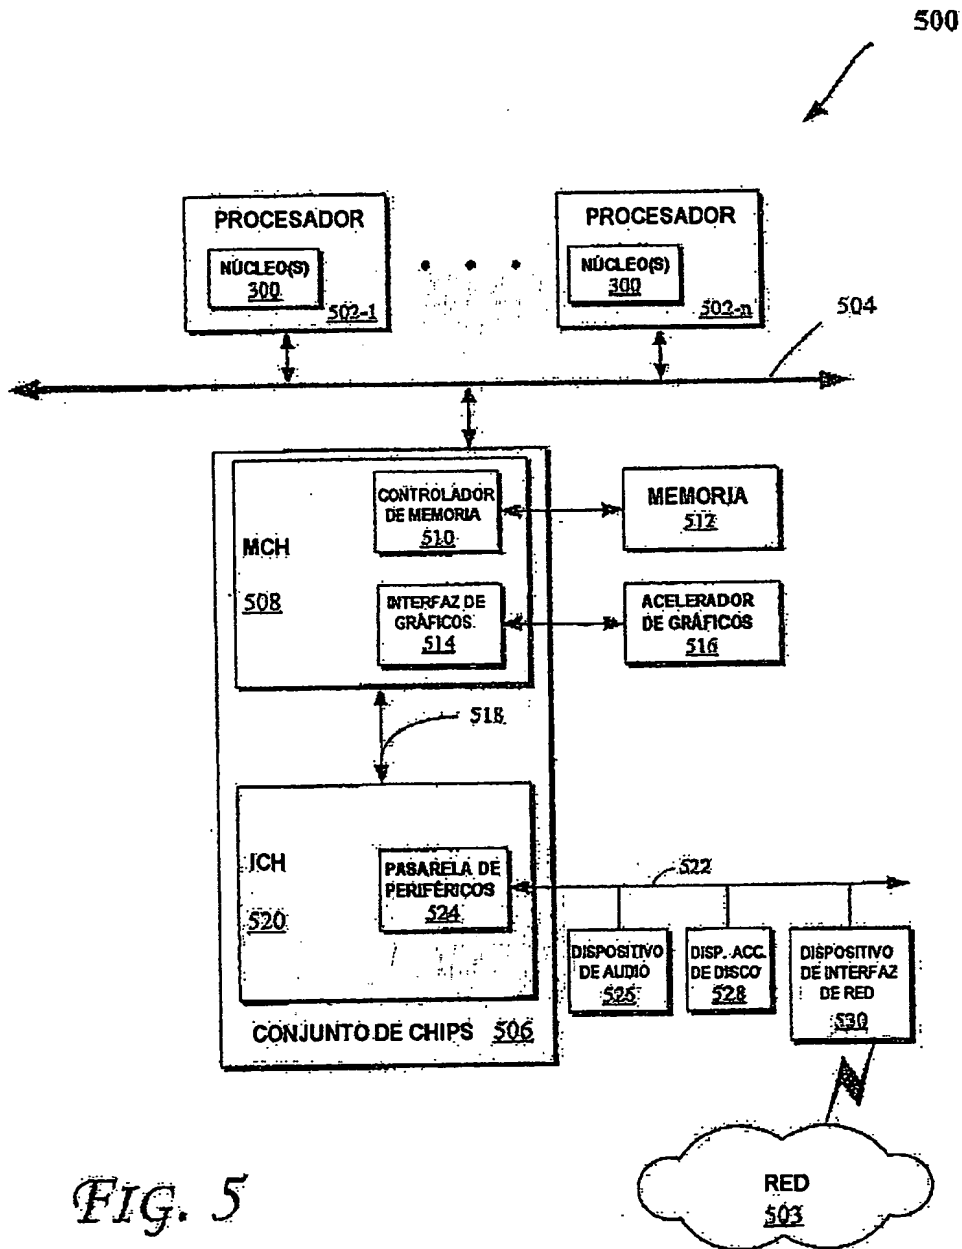 500
PROCESADOR
NÚCLEO(S)
300
502-1
PROCESADOR
NÚCLEO(S)
300
502-n
504
CONTROLADOR
DE MEMORIA
510
MEMORIA
512
MCH
508
INTERFAZ DE
GRÁFICOS
514
ACELERADOR
DE GRÁFICOS
516
518
ICH
520
PASARELA DE
PERIFÉRICOS
524
522
DISPOSITIVO
DE AUDIO
526
DISP. ACC.
DE DISCO
528
DISPOSITIVO
DE INTERFAZ
DE RED
530
CONJUNTO DE CHIPS 506
RED
503
FIG. 5